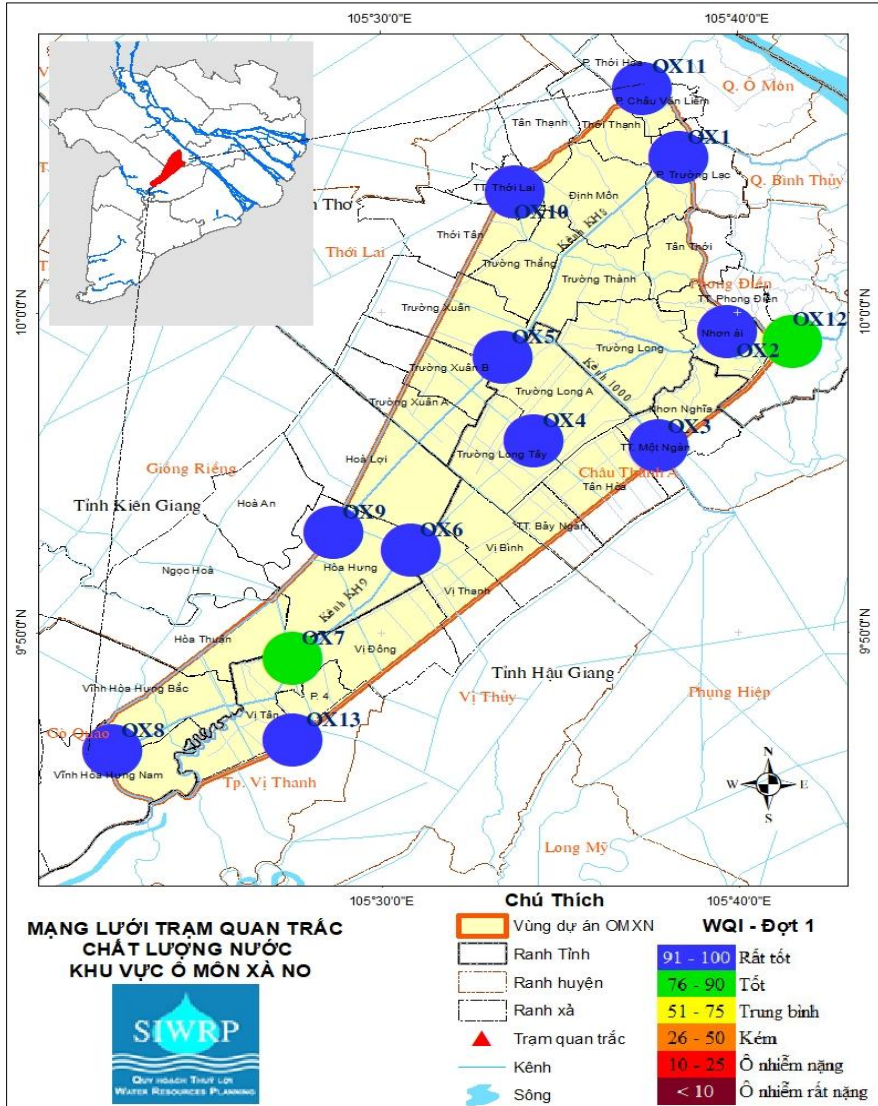 105°30'0"E
105°40'0"E
P. Thới Hòa
OX11
Q. Ô Môn
P. Châu Văn Liêm
Tân Thạnh
Thới Thạnh
OX1
P. Trường Lạc
Q. Bình Thủy
TT. Thới Lai
Định Môn
OX10
Kênh KH8
Thới Lai
Thới Tân
Tân Thới
Trường Thắng
Trường Thành
Phong Điền
TT. Phong Điền
10°0'0"N
10°0'0"N
Trường Xuân
OX12
Nhơn ái
OX2
OX5
Trường Long
Kênh 1000
Trường Xuân B
Trường Long A
Trường Xuân A
Nhơn Nghĩa A
OX4
OX3
TT. Một Ngàn
Trường Long Tây
Hoà Lợi
Giồng Riềng
Châu Thành A
Tân Hòa
Tỉnh Kiên Giang
Hoà An
TT. Bảy Ngàn
OX9
OX6
Vị Bình
Hòa Hưng
Ngọc Hoà
Vị Thanh
Kênh KH9
9°50'0"N
9°50'0"N
Hòa Thuận
OX7
Vị Đông
Tỉnh Hậu Giang
Vĩnh Hòa Hưng Bắc
P. 4
Vị Thủy
Phụng Hiệp
Vị Tân
OX13
Gò Quao
OX8
Vĩnh Hòa Hưng Nam
Tp. Vị Thanh
N
W
E
S
Long Mỹ
105°30'0"E
105°40'0"E
MẠNG LƯỚI TRẠM QUAN TRẮC
CHẤT LƯỢNG NƯỚC
KHU VỰC Ô MÔN XÀ NO
SIWRP
QUY HOẠCH THUỶ LỢI
WATER RESOURCES PLANNING
Chú Thích
Vùng dự án OMXN
Ranh Tỉnh
Ranh huyện
Ranh xã
Trạm quan trắc
Kênh
Sông
WQI - Đợt 1
91 - 100 Rất tốt
76 - 90 Tốt
51 - 75 Trung bình
26 - 50 Kém
10 - 25 Ô nhiễm nặng
< 10 Ô nhiễm rất nặng